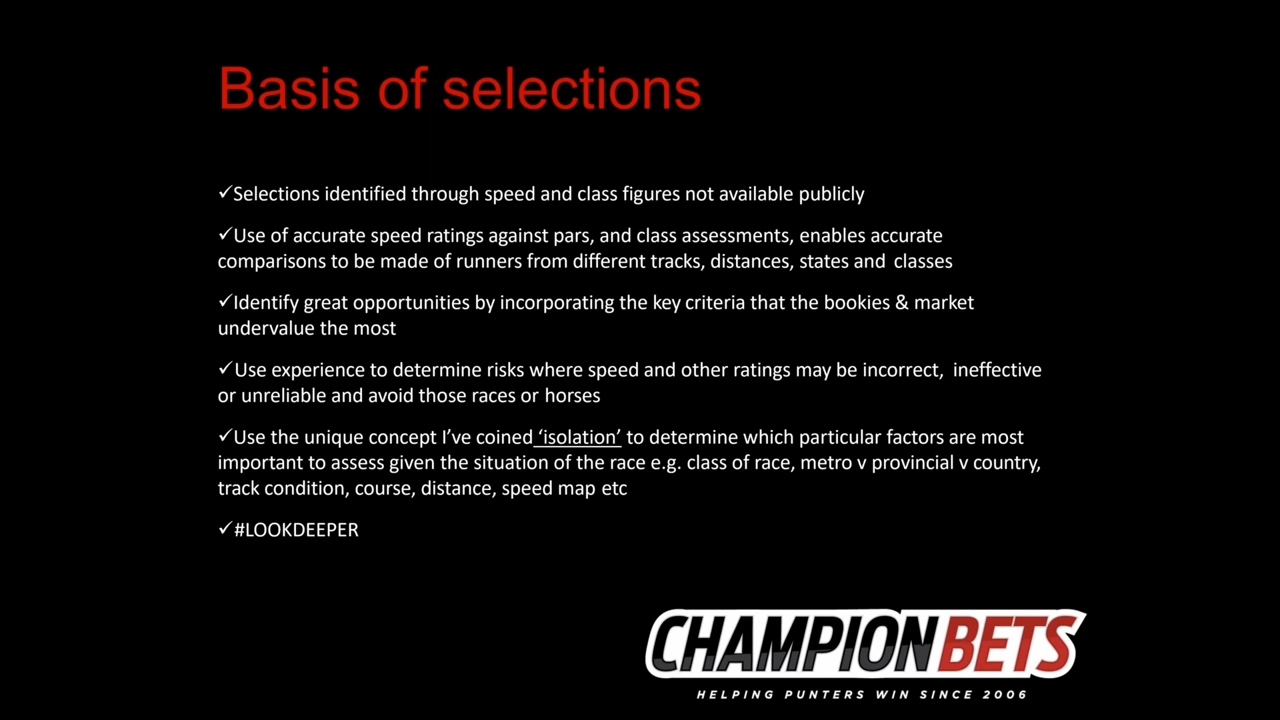 Basis of selections
✓Selections identified through speed and class figures not available publicly
✓Use of accurate speed ratings against pars, and class assessments, enables accurate
comparisons to be made of runners from different tracks, distances, states and classes
✓Identify great opportunities by incorporating the key criteria that the bookies & market
undervalue the most
✓Use experience to determine risks where speed and other ratings may be incorrect, ineffective
or unreliable and avoid those races or horses
✓Use the unique concept I've coined 'isolation' to determine which particular factors are most
important to assess given the situation of the race e.g. class of race, metro v provincial v country,
track condition, course, distance, speed map etc
✓#LOOKDEEPER
CHAMPIONBETS
HELPING PUNTERS WIN SINCE 2006